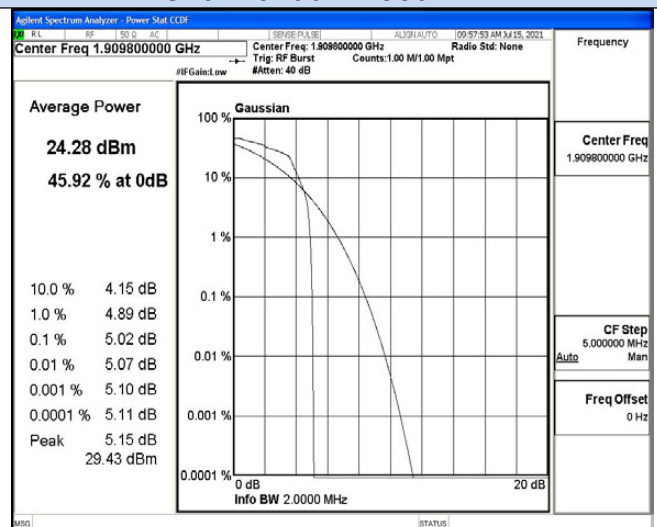 Agilent Spectrum Analyzer - Power Stat CCDF
RL RF 50 Ω AC SENSE:PULSE ALIGN AUTO 09:57:53 AM Jul 15, 2021
Center Freq 1.909800000 GHz
Center Freq: 1.909800000 GHz Radio Std: None
Trig: RF Burst Counts:1.00 M/1.00 Mpt
#IFGain:Low #Atten: 40 dB
Frequency
Average Power
24.28 dBm
45.92 % at 0dB
10.0 % 4.15 dB
1.0 % 4.89 dB
0.1 % 5.02 dB
0.01 % 5.07 dB
0.001 % 5.10 dB
0.0001 % 5.11 dB
Peak 5.15 dB
29.43 dBm
Gaussian
100 %
10 %
1 %
0.1 %
0.01 %
0.001 %
0.0001 %
0 dB 20 dB
Info BW 2.0000 MHz
Center Freq
1.909800000 GHz
CF Step
5.000000 MHz
Auto Man
Freq Offset
0 Hz
MSG STATUS